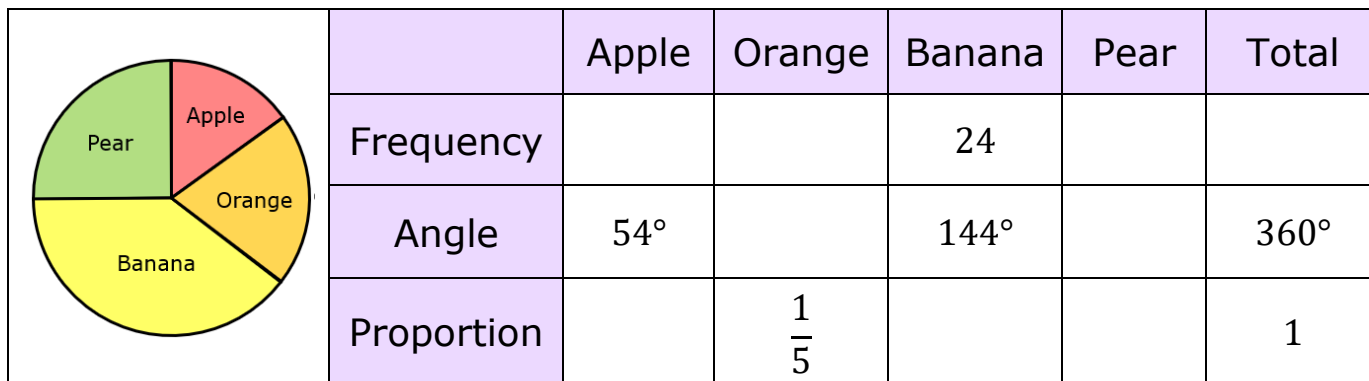 Apple Orange Banana Pear Total
Pear
Apple
Orange
Banana
Frequency 24
Angle 54° 144° 360°
Proportion 1/5 1